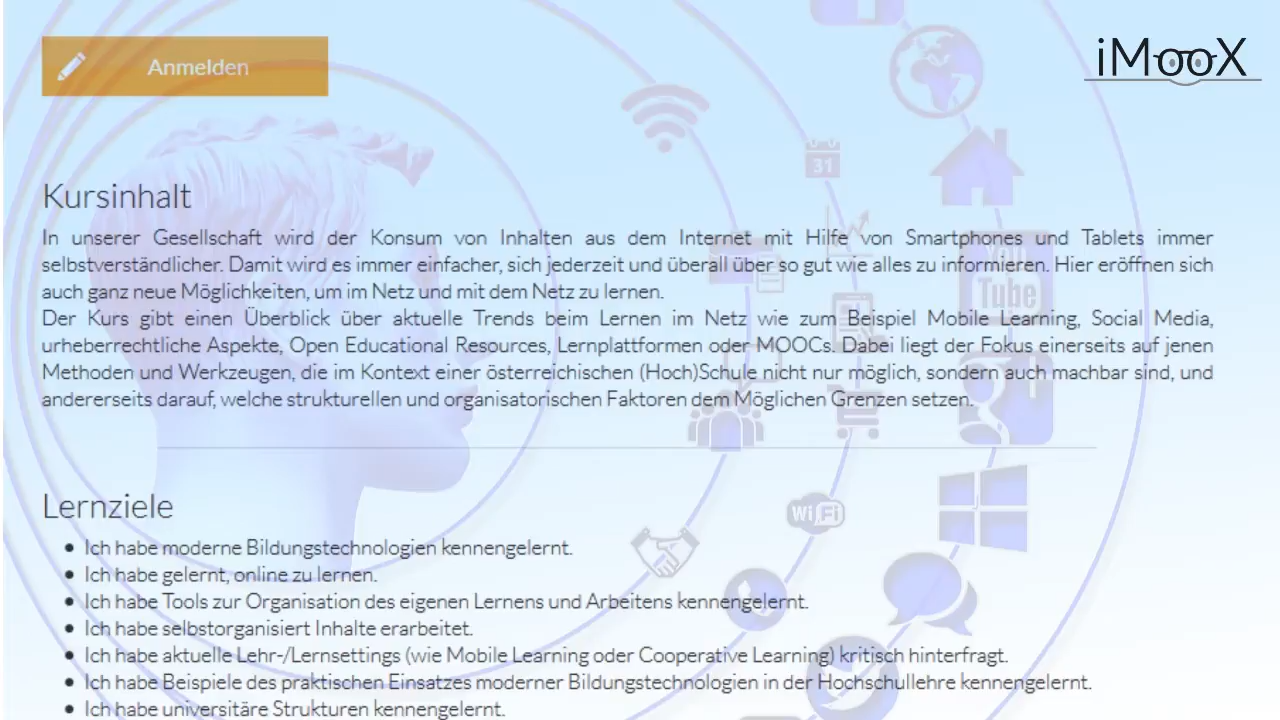 iMooX
Anmelden
31
Kursinhalt
In unserer Gesellschaft wird der Konsum von Inhalten aus dem Internet mit Hilfe von Smartphones und Tablets immer
selbstverständlicher. Damit wird es immer einfacher, sich jederzeit und überall über so gut wie alles zu informieren. Hier eröffnen sich
auch ganz neue Möglichkeiten, um im Netz und mit dem Netz zu lernen.
Tube
Der Kurs gibt einen Überblick über aktuelle Trends beim Lernen im Netz wie zum Beispiel Mobile Learning, Social Media,
urheberrechtliche Aspekte, Open Educational Resources, Lernplattformen oder MOOCs. Dabei liegt der Fokus einerseits auf jenen
Methoden und Werkzeugen, die im Kontext einer österreichischen (Hoch)Schule nicht nur möglich, sondern auch machbar sind, und
andererseits darauf, welche strukturellen und organisatorischen Faktoren dem Möglichen Grenzen setzen.
Lernziele
WiFi
Ich habe moderne Bildungstechnologien kennengelernt.
Ich habe gelernt, online zu lernen.
Ich habe Tools zur Organisation des eigenen Lernens und Arbeitens kennengelernt.
Ich habe selbstorganisiert Inhalte erarbeitet.
Ich habe aktuelle Lehr-/Lernsettings (wie Mobile Learning oder Cooperative Learning) kritisch hinterfragt.
Ich habe Beispiele des praktischen Einsatzes moderner Bildungstechnologien in der Hochschullehre kennengelernt.
Ich habe universitäre Strukturen kennengelernt.